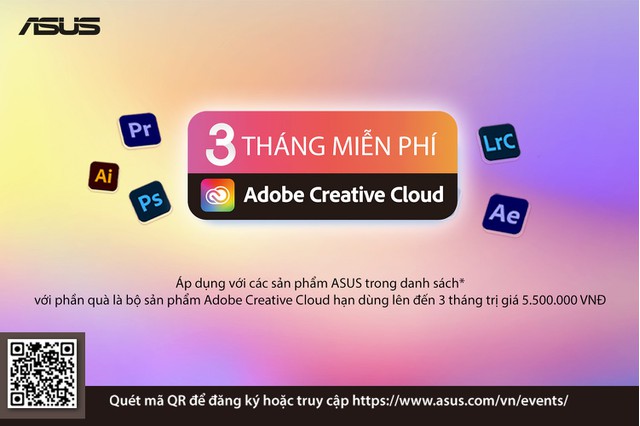 ASUS
3 THÁNG MIỄN PHÍ
Adobe Creative Cloud
Pr
Ai
Ps
LrC
Ae
Áp dụng với các sản phẩm ASUS trong danh sách*
với phần quà là bộ sản phẩm Adobe Creative Cloud hạn dùng lên đến 3 tháng trị giá 5.500.000 VNĐ
Quét mã QR để đăng ký hoặc truy cập https://www.asus.com/vn/events/